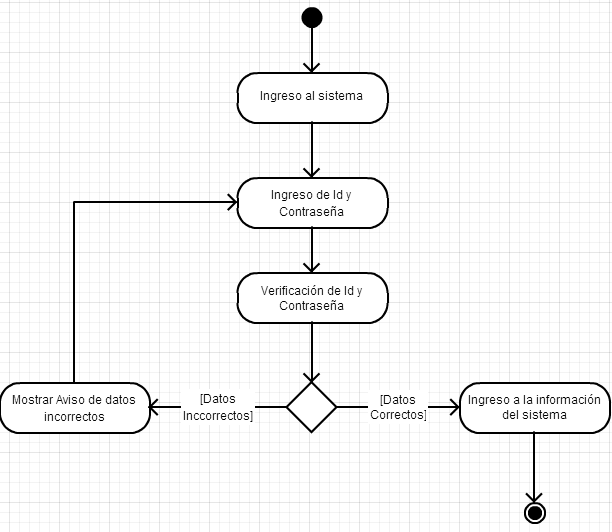 Ingreso al sistema
Ingreso de Id y
Contraseña
Verificación de Id y
Contraseña
Mostrar Aviso de datos
incorrectos
[Datos
Inccorrectos]
[Datos
Correctos]
Ingreso a la información
del sistema